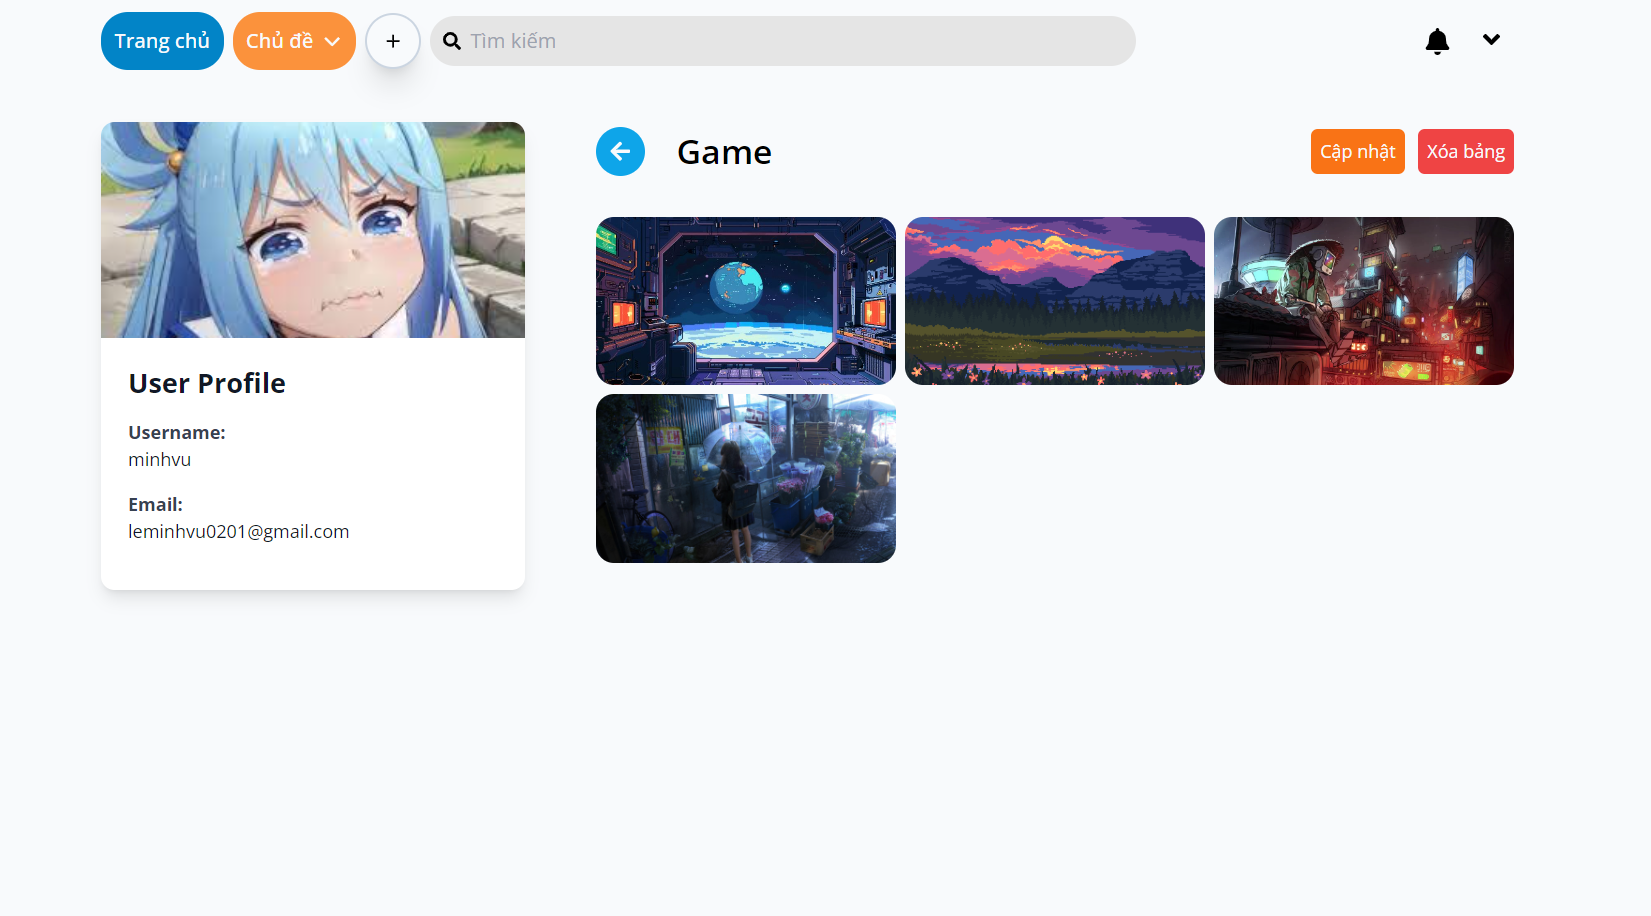 Trang chủ
Chủ đề
Tìm kiếm
Game
Cập nhật
Xóa bảng
User Profile
Username:
minhvu
Email:
leminhvu0201@gmail.com